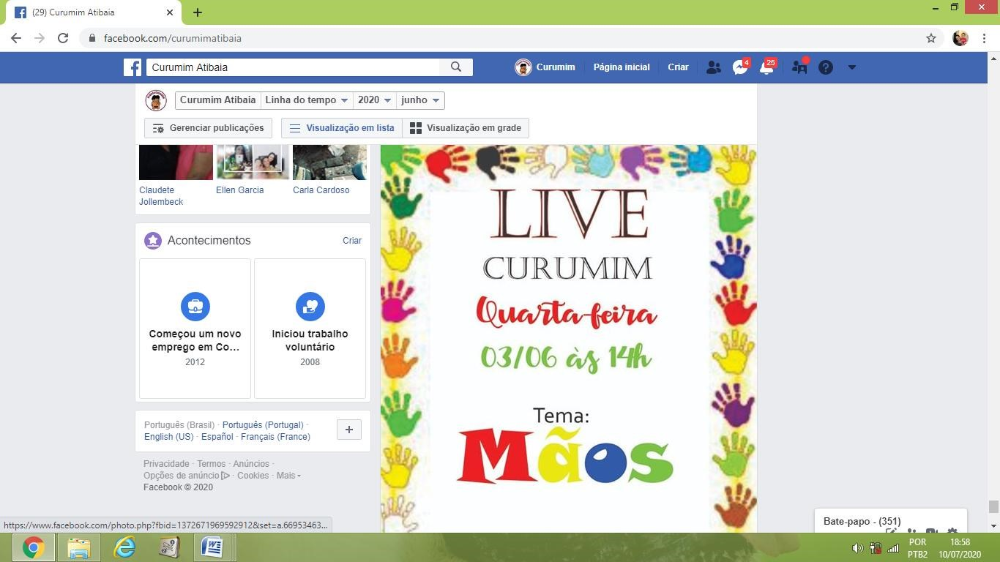 (29) Curumim Atibaia
facebook.com/curumimatibaia
Curumim Atibaia
Curumim
Página inicial
Criar
4
25
Curumim Atibaia
Linha do tempo
2020
junho
Gerenciar publicações
Visualização em lista
Visualização em grade
Claudete
Jollembeck
Ellen Garcia
Carla Cardoso
Acontecimentos
Criar
Começou um novo
emprego em Co...
2012
Iniciou trabalho
voluntário
2008
Português (Brasil) · Português (Portugal) ·
English (US) · Español · Français (France)
Privacidade · Termos · Anúncios ·
Opções de anúncio · Cookies · Mais
Facebook © 2020
LIVE
CURUMIM
Quarta-feira
03/06 às 14h
Tema:
Mãos
https://www.facebook.com/photo.php?fbid=1372671969592912&set=a.66953463...
Bate-papo - (351)
POR
PTB2
18:58
10/07/2020